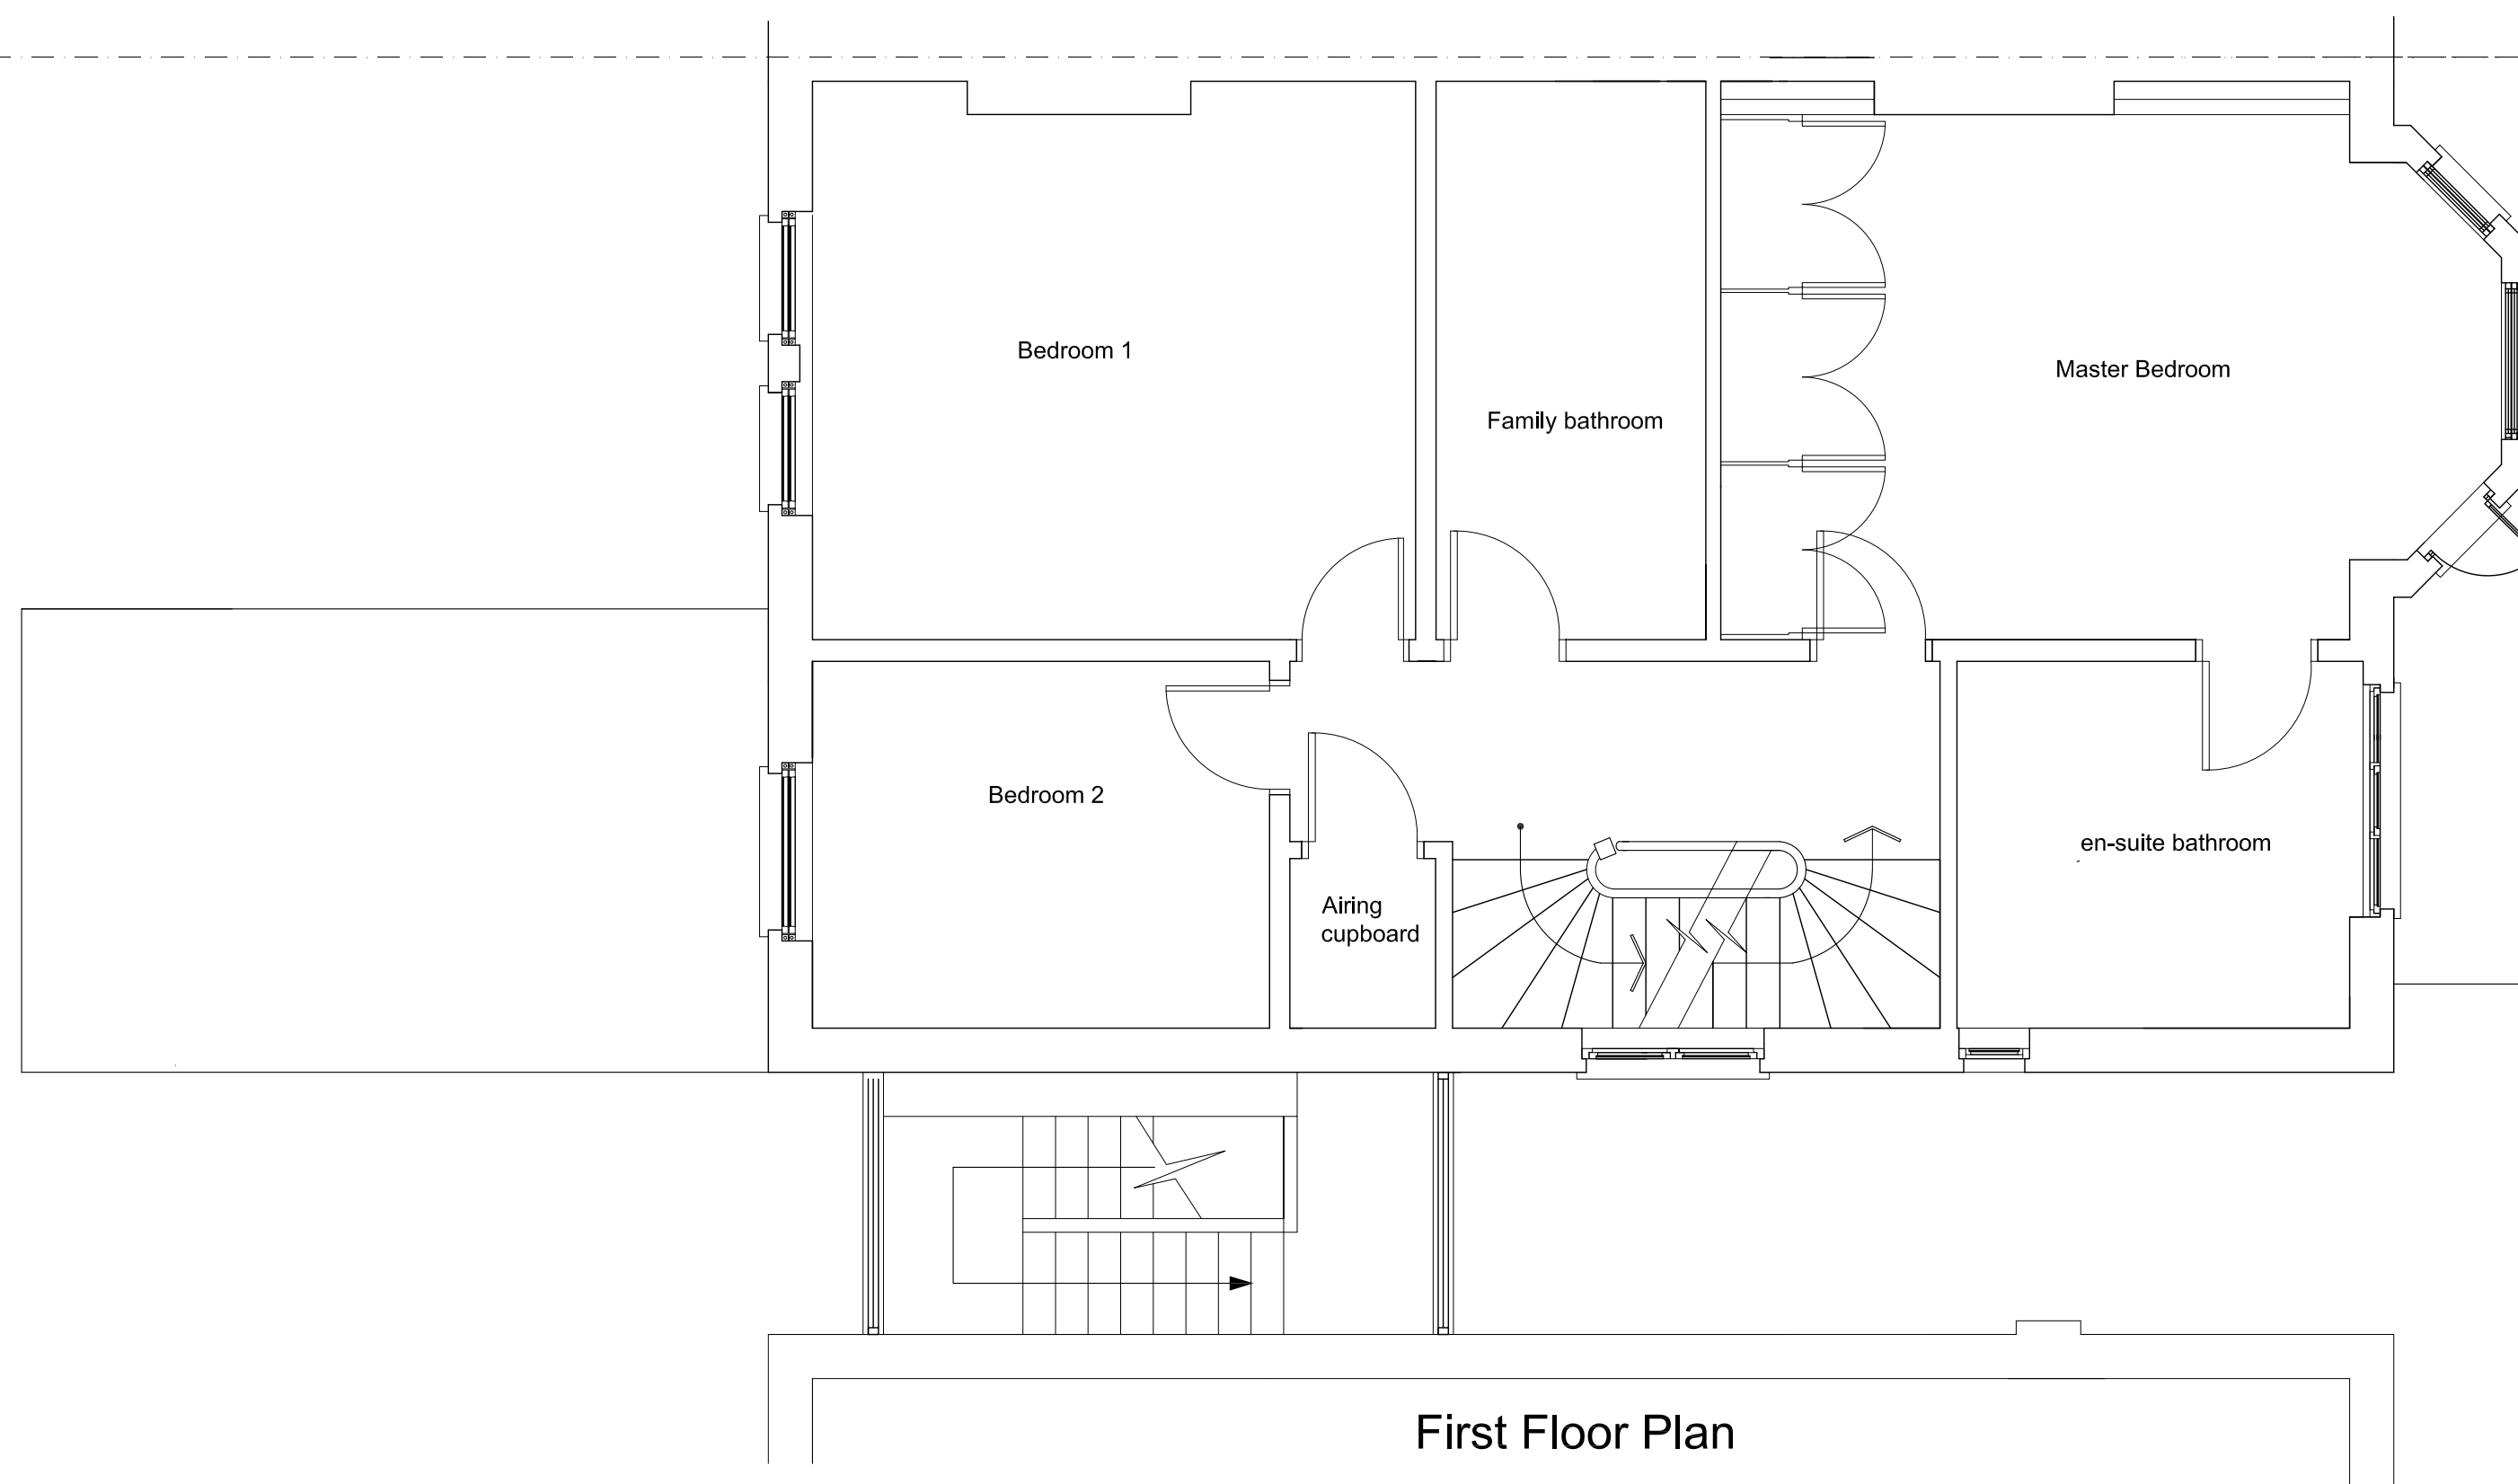 Bedroom 1
Master Bedroom
Family bathroom
Bedroom 2
en-suite bathroom
Airing
cupboard
First Floor Plan